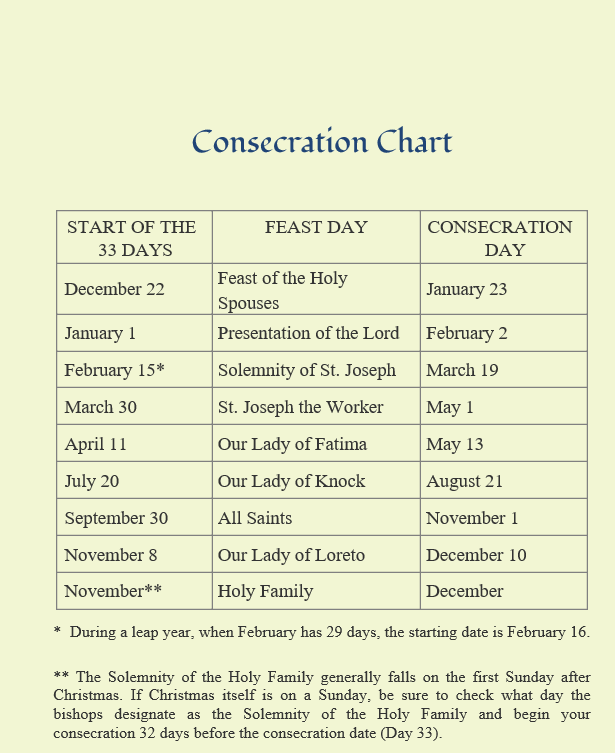 Consecration Chart
START OF THE
33 DAYS
FEAST DAY
CONSECRATION
DAY
December 22
Feast of the Holy
Spouses
January 23
January 1
Presentation of the Lord
February 2
February 15*
Solemnity of St. Joseph
March 19
March 30
St. Joseph the Worker
May 1
April 11
Our Lady of Fatima
May 13
July 20
Our Lady of Knock
August 21
September 30
All Saints
November 1
November 8
Our Lady of Loreto
December 10
November**
Holy Family
December
* During a leap year, when February has 29 days, the starting date is February 16.
** The Solemnity of the Holy Family generally falls on the first Sunday after
Christmas. If Christmas itself is on a Sunday, be sure to check what day the
bishops designate as the Solemnity of the Holy Family and begin your
consecration 32 days before the consecration date (Day 33).